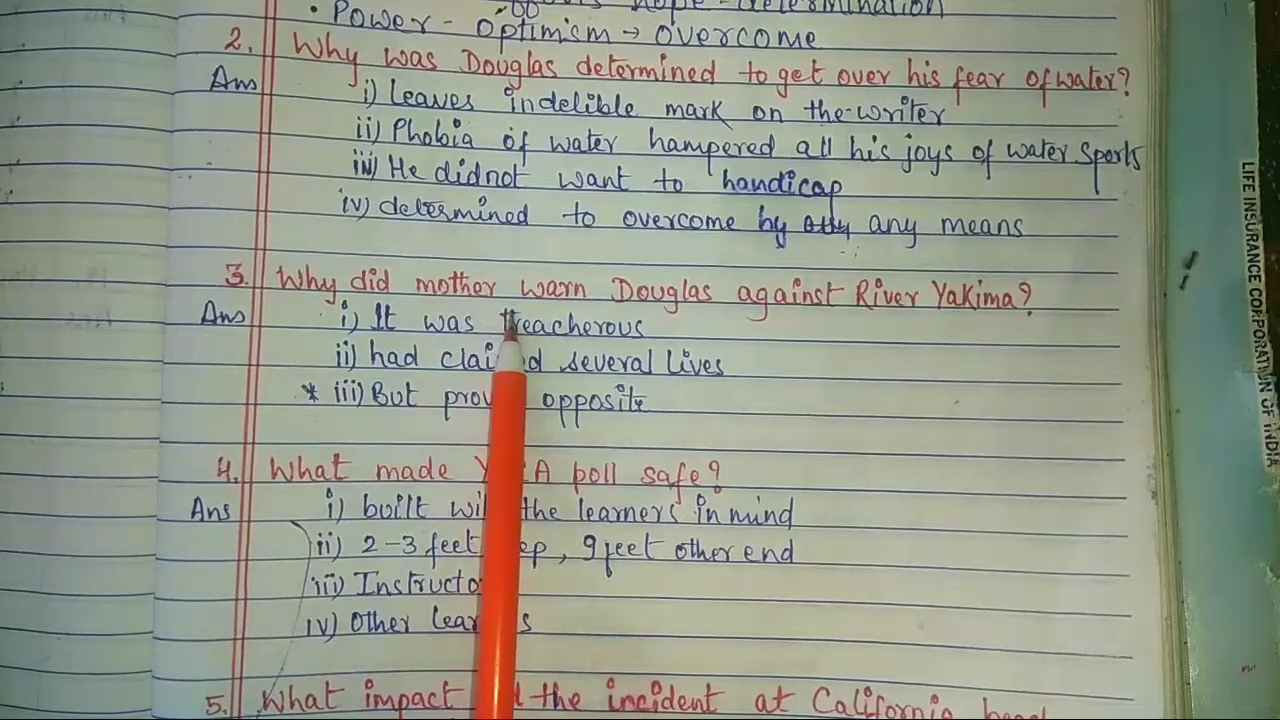 hope - Determination
• Power - optimism → overcome
2. Why was Douglas determined to get over his fear of water?
Ans i) leaves indelible mark on the writer
ii) Phobia of water hampered all his joys of water sports
iii) He didnot want to handicap
iv) determined to overcome by any means
3. Why did mother warn Douglas against River Yakima?
Ans i) It was treacherous
ii) had claimed several lives
* iii) But opposite
4. What made poll safe?
Ans i) built the learners in mind
ii) 2-3 feet, 9 feet other end
iii)
iv) Other
5. What impact the incident at California
LIFE INSURANCE CORPORATION OF INDIA